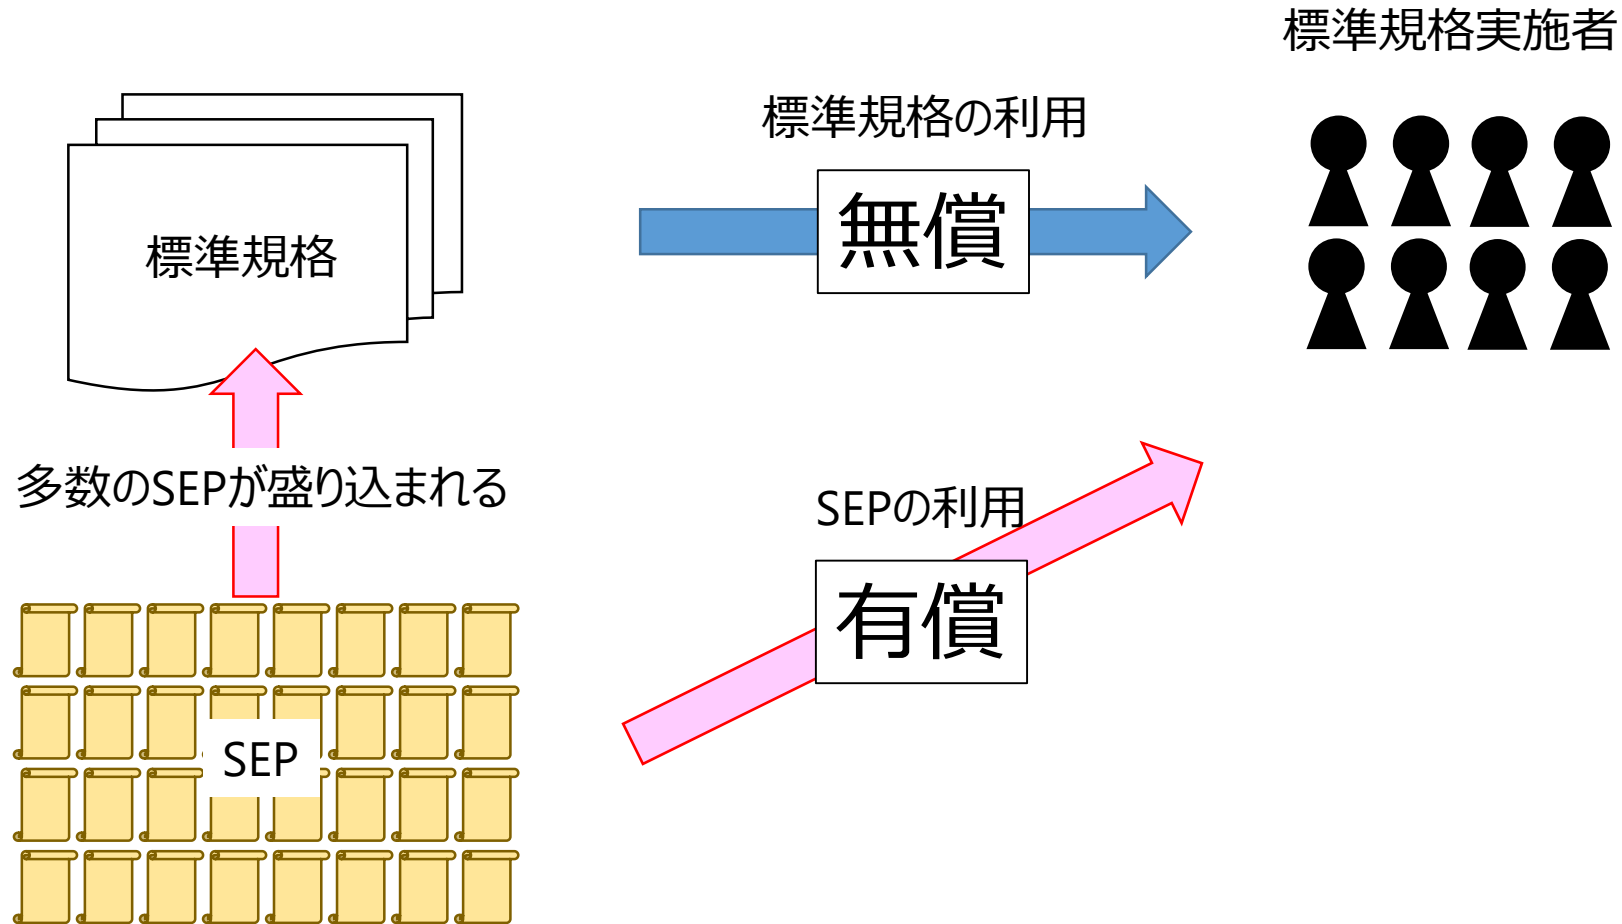 標準規格実施者
標準規格の利用
無償
標準規格
多数のSEPが盛り込まれる
SEPの利用
有償
SEP